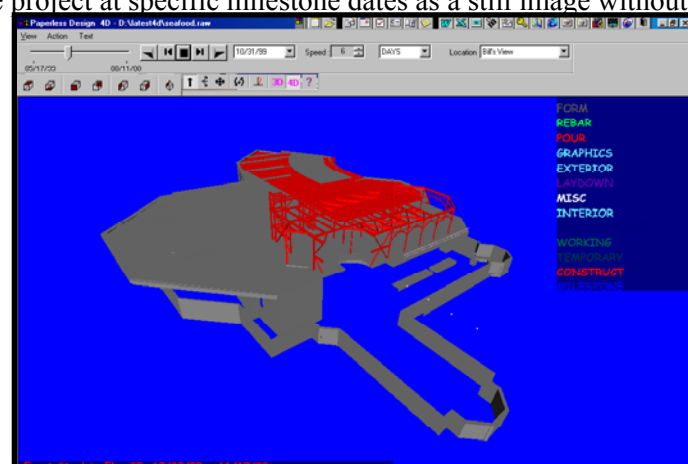 project at specific milestone dates as a still image without
Paperless Design 4D - D:\latest4d\seafood.raw
View Action Text
10/31/99 Speed 6 DAYS Location Bill's View
05/17/99 08/11/00
3D 4D ?
FORM
REBAR
POUR
GRAPHICS
EXTERIOR
LAYDOWN
MISC
INTERIOR
WORKING
TEMPORARY
CONSTRUCT
MILESTONE